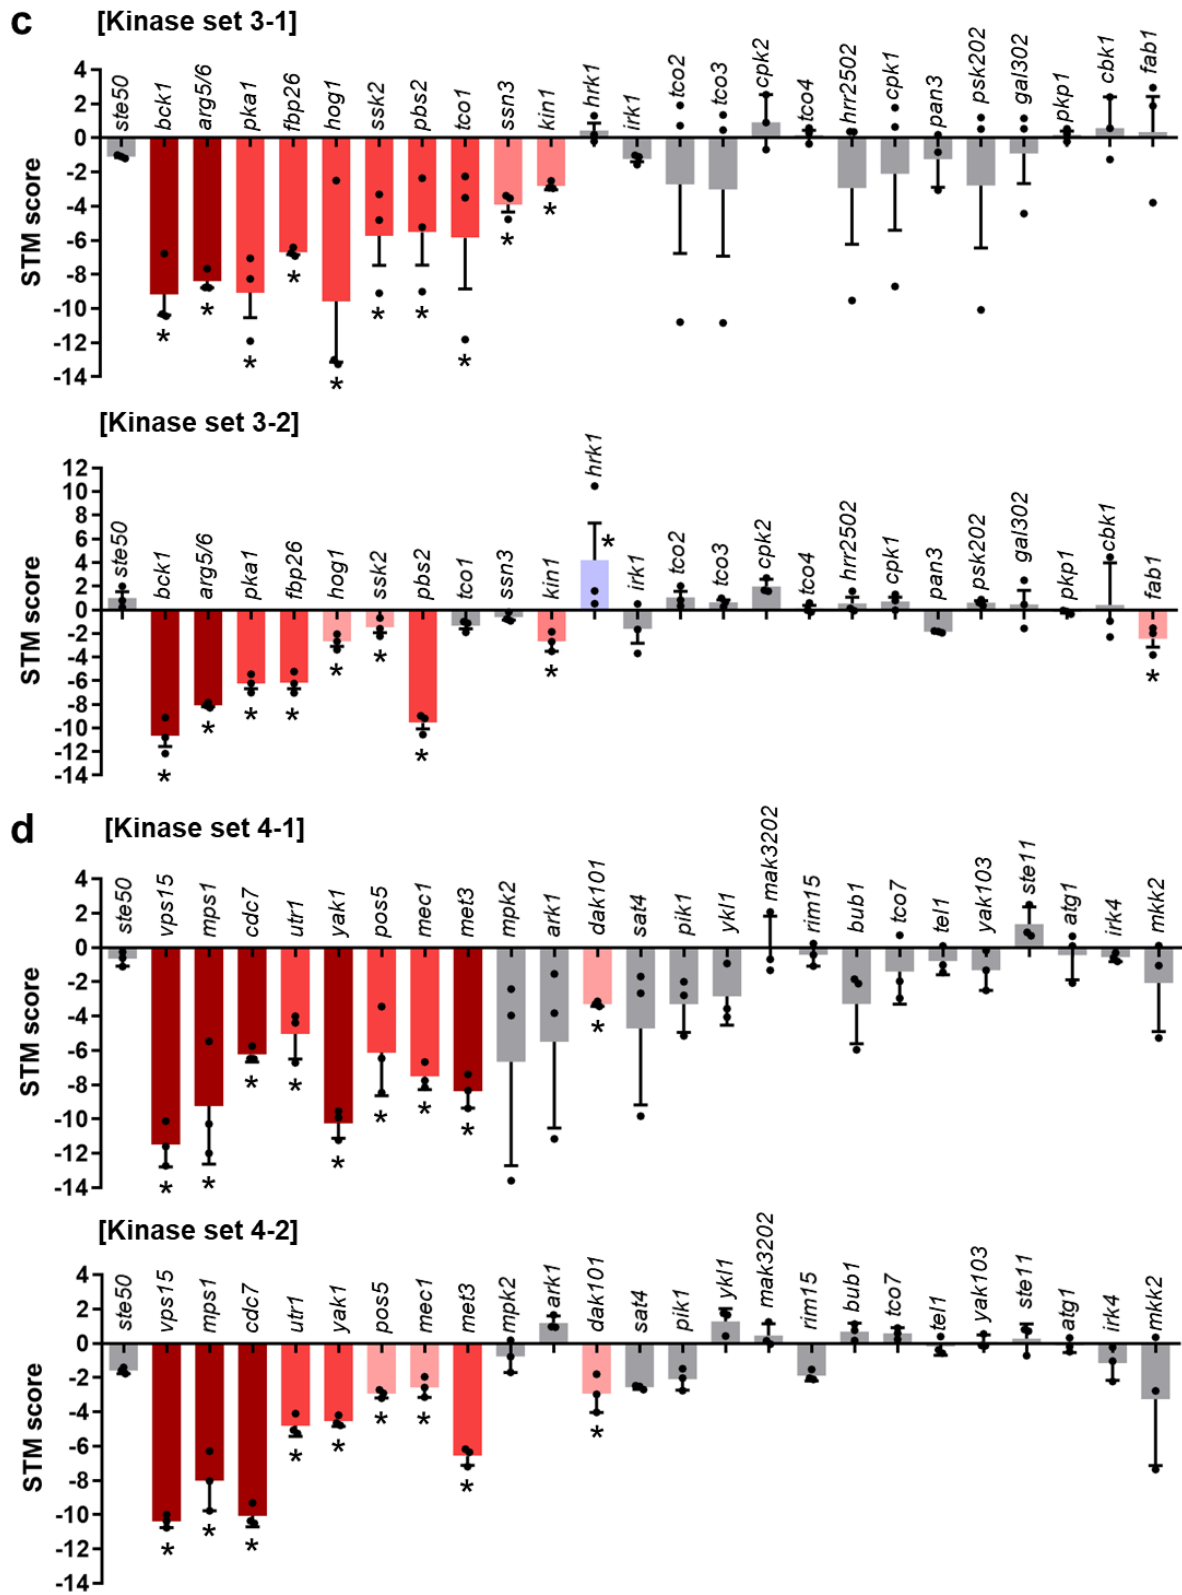 c
[Kinase set 3-1]
ste50 bck1 arg5/6 pka1 fbp26 hog1 ssk2 pbs2 tco1 ssn3 kin1 hrk1 irk1 tco2 tco3 cpk2 tco4 hrr2502 cpk1 pan3 psk202 gal302 pkp1 cbk1 fab1
STM score
4
2
0
-2
-4
-6
-8
-10
-12
-14
* * * * * * * * * *
[Kinase set 3-2]
ste50 bck1 arg5/6 pka1 fbp26 hog1 ssk2 pbs2 tco1 ssn3 kin1 hrk1 irk1 tco2 tco3 cpk2 tco4 hrr2502 cpk1 pan3 psk202 gal302 pkp1 cbk1 fab1
STM score
12
10
8
6
4
2
0
-2
-4
-6
-8
-10
-12
-14
* * * * * * * * * *
d
[Kinase set 4-1]
ste50 vps15 mps1 cdc7 utr1 yak1 pos5 mec1 met3 mpk2 ark1 dak101 sat4 pik1 ykl1 mak3202 rim15 bub1 tco7 tel1 yak103 ste11 atg1 irk4 mkk2
STM score
4
2
0
-2
-4
-6
-8
-10
-12
-14
* * * * * * * * *
[Kinase set 4-2]
ste50 vps15 mps1 cdc7 utr1 yak1 pos5 mec1 met3 mpk2 ark1 dak101 sat4 pik1 ykl1 mak3202 rim15 bub1 tco7 tel1 yak103 ste11 atg1 irk4 mkk2
STM score
4
2
0
-2
-4
-6
-8
-10
-12
-14
* * * * * * * * *